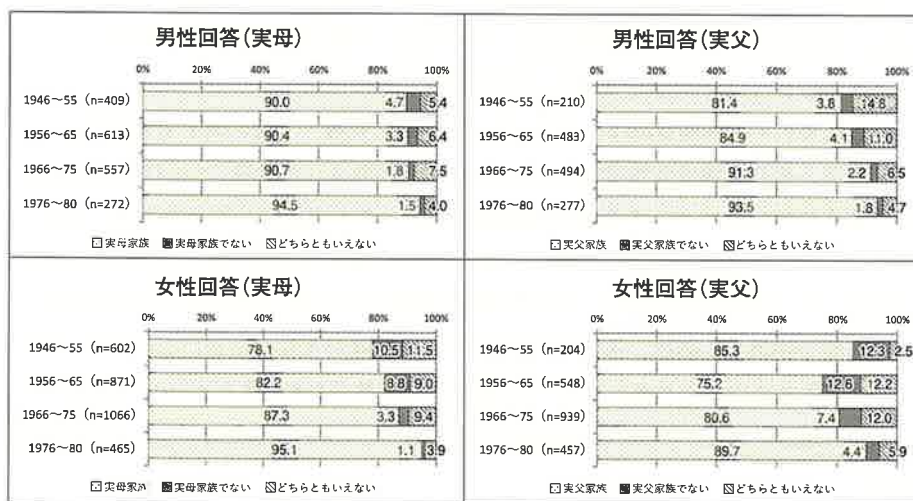 男性回答(実母)
0% 20% 40% 60% 80% 100%
1946～55 (n=409) 90.0 4.7 5.4
1956～65 (n=613) 90.4 3.3 6.4
1966～75 (n=557) 90.7 1.8 7.5
1976～80 (n=272) 94.5 1.5 4.0
実母家族 実母家族でない どちらともいえない
男性回答(実父)
0% 20% 40% 60% 80% 100%
1946～55 (n=210) 81.4 3.8 14.8
1956～65 (n=483) 84.9 4.1 11.0
1966～75 (n=494) 91.3 2.2 6.5
1976～80 (n=277) 93.5 1.8 4.7
実父家族 実父家族でない どちらともいえない
女性回答(実母)
0% 20% 40% 60% 80% 100%
1946～55 (n=602) 78.1 10.5 11.5
1956～65 (n=871) 82.2 8.8 9.0
1966～75 (n=1066) 87.3 3.3 9.4
1976～80 (n=465) 95.1 1.1 3.9
実母家族 実母家族でない どちらともいえない
女性回答(実父)
0% 20% 40% 60% 80% 100%
1946～55 (n=204) 85.3 12.3 2.5
1956～65 (n=548) 75.2 12.6 12.2
1966～75 (n=939) 80.6 7.4 12.0
1976～80 (n=457) 89.7 4.4 5.9
実父家族 実父家族でない どちらともいえない